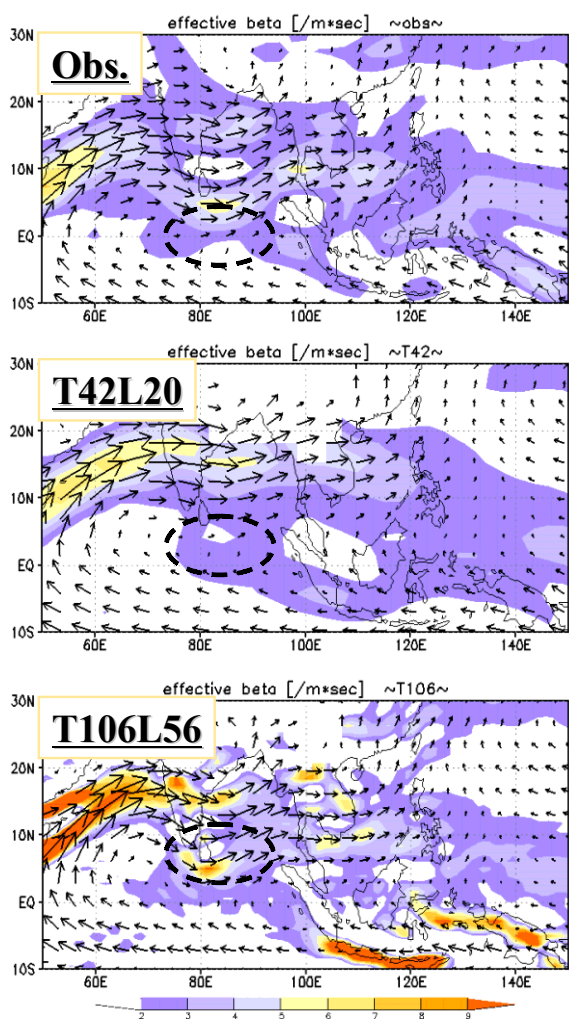 effective beta [/m*sec] ~obs~
Obs.
30N
20N
10N
EQ
10S
60E 80E 100E 120E 140E
effective beta [/m*sec] ~T42~
T42L20
30N
20N
10N
EQ
10S
60E 80E 100E 120E 140E
effective beta [/m*sec] ~T106~
T106L56
30N
20N
10N
EQ
10S
60E 80E 100E 120E 140E
2 3 4 5 6 7 8 9